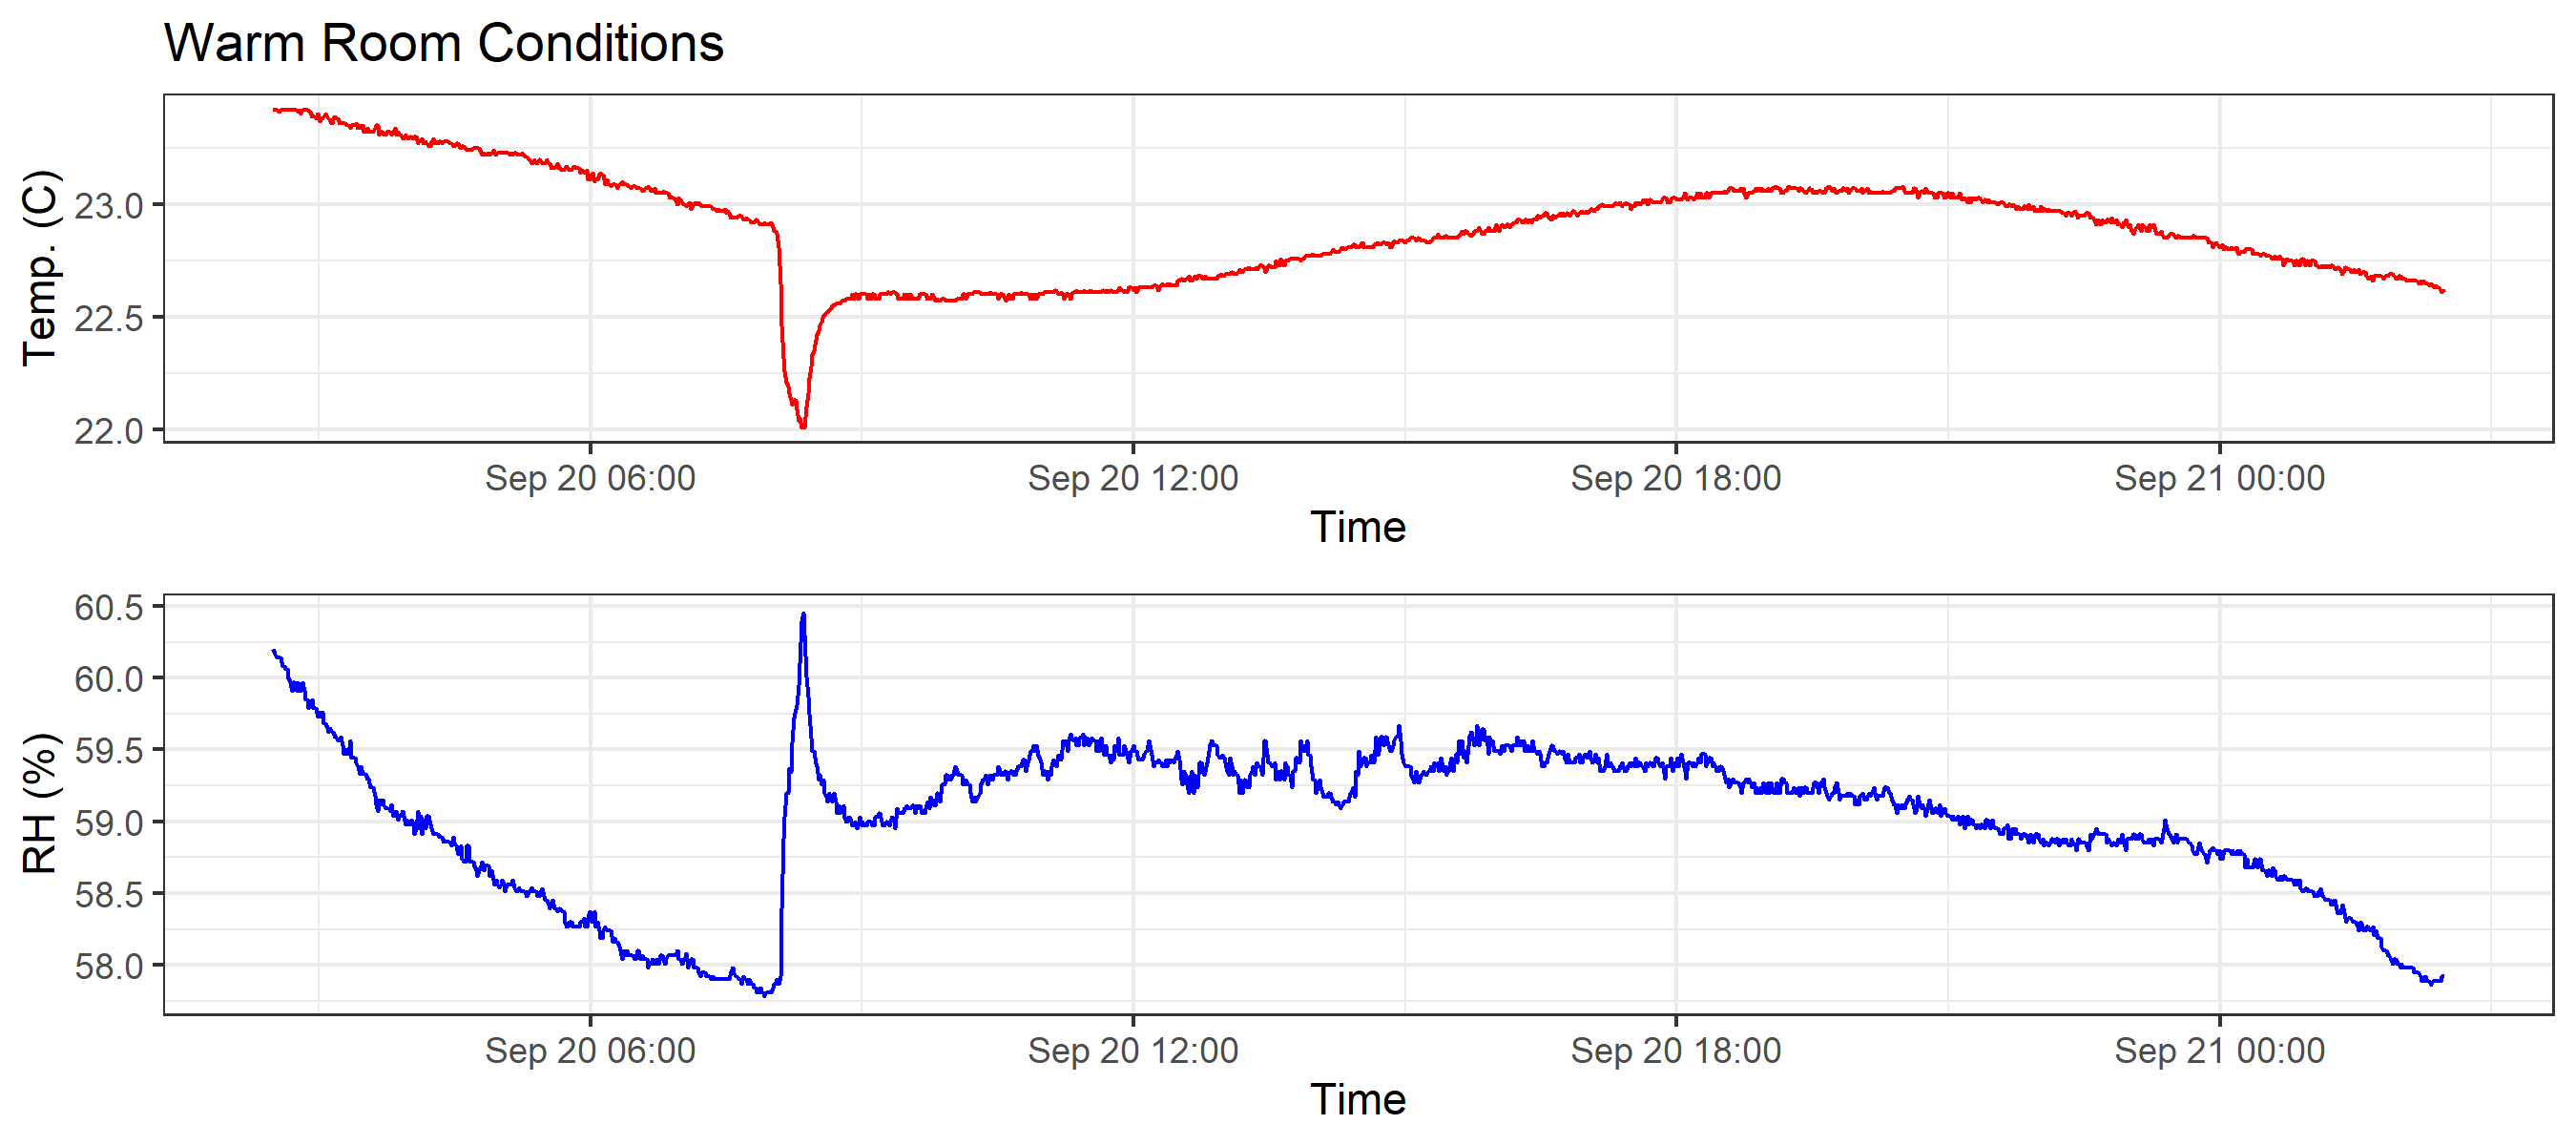 Warm Room Conditions
Temp. (C)
23.0
22.5
22.0
Sep 20 06:00 Sep 20 12:00 Sep 20 18:00 Sep 21 00:00
Time
RH (%)
60.5
60.0
59.5
59.0
58.5
58.0
Sep 20 06:00 Sep 20 12:00 Sep 20 18:00 Sep 21 00:00
Time